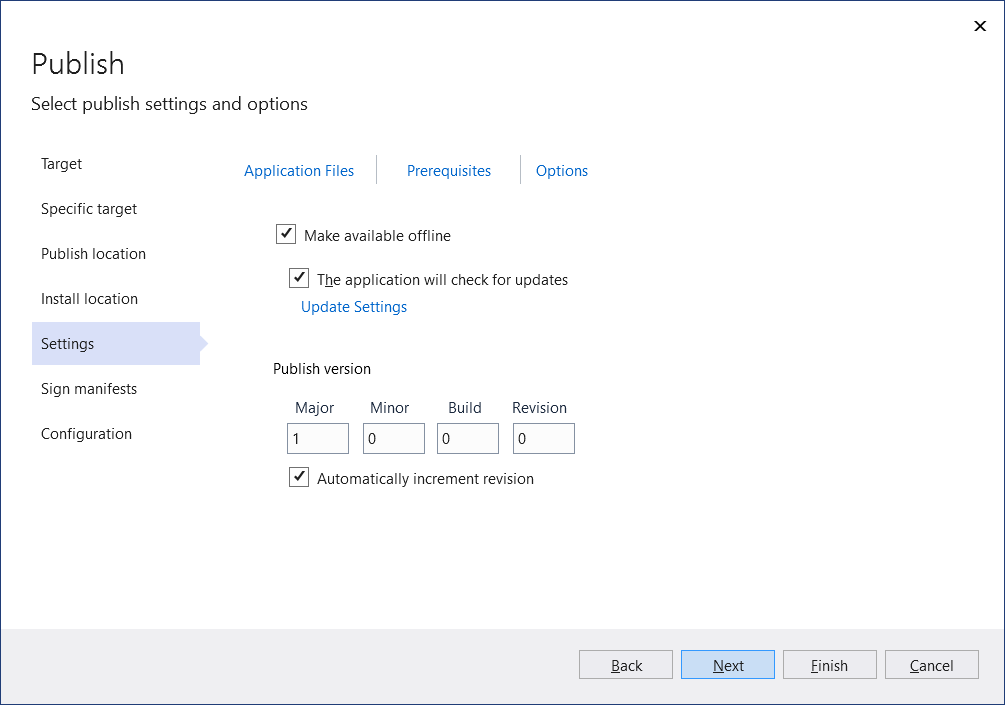 Publish
Select publish settings and options
Target
Specific target
Publish location
Install location
Settings
Sign manifests
Configuration
Application Files Prerequisites Options
Make available offline
The application will check for updates
Update Settings
Publish version
Major Minor Build Revision
1 0 0 0
Automatically increment revision
Back Next Finish Cancel